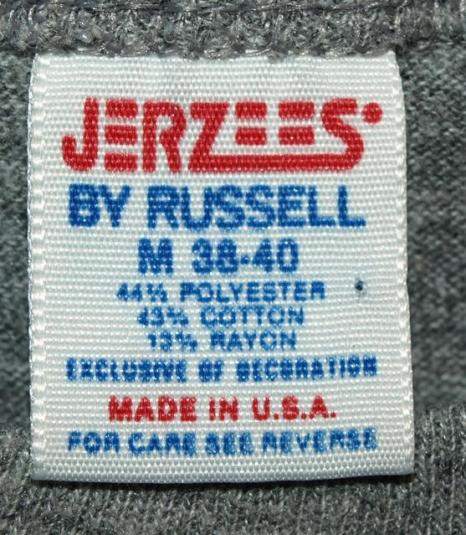 JERZEES
BY RUSSELL
M 38-40
44% POLYESTER
43% COTTON
13% RAYON
EXCLUSIVE OF DECORATION
MADE IN U.S.A.
FOR CARE SEE REVERSE